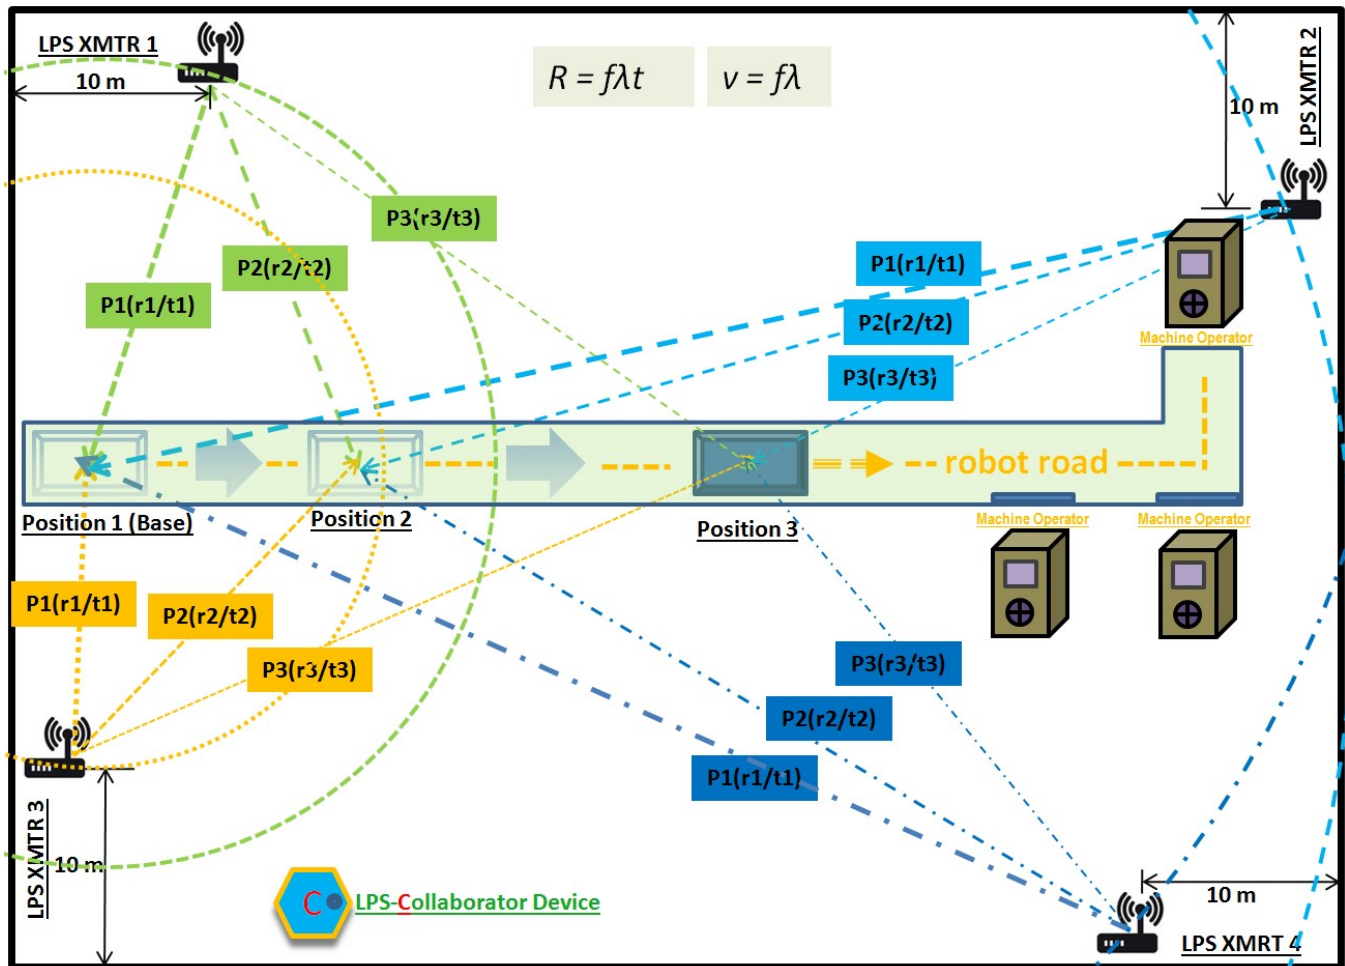 LPS XMTR 1
10 m
R = fλt
v = fλ
10 m
LPS XMTR 2
P3(r3/t3)
P2(r2/t2)
P1(r1/t1)
P1(r1/t1)
P2(r2/t2)
P3(r3/t3)
Machine Operator
robot road
Position 1 (Base)
Position 2
Position 3
Machine Operator
Machine Operator
P1(r1/t1)
P2(r2/t2)
P3(r3/t3)
P3(r3/t3)
P2(r2/t2)
P1(r1/t1)
LPS XMTR 3
10 m
C
LPS-Collaborator Device
10 m
LPS XMRT 4